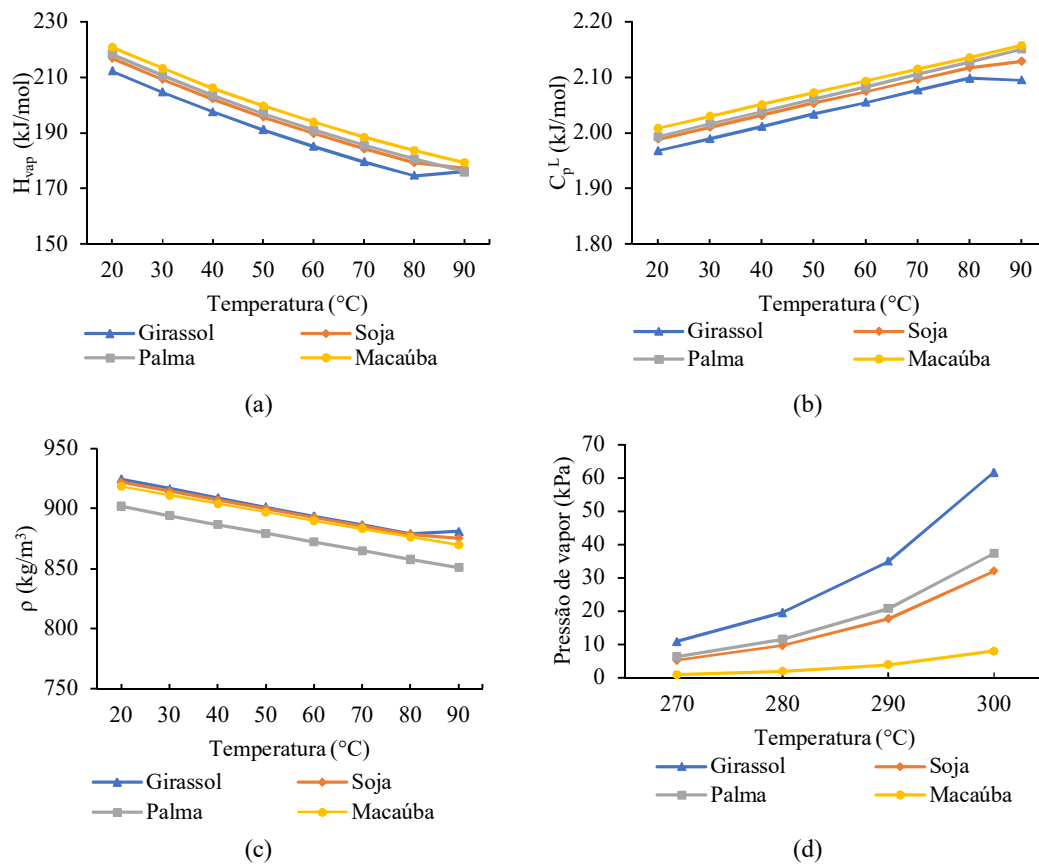 230
210
190
170
150
H_vap (kJ/mol)
20 30 40 50 60 70 80 90
Temperatura (°C)
Girassol Soja
Palma Macaúba
(a)
2.20
2.10
2.00
1.90
1.80
C_p^L (kJ/mol)
20 30 40 50 60 70 80 90
Temperatura (°C)
Girassol Soja
Palma Macaúba
(b)
950
900
850
800
750
ρ (kg/m³)
20 30 40 50 60 70 80 90
Temperatura (°C)
Girassol Soja
Palma Macaúba
(c)
70
60
50
40
30
20
10
0
Pressão de vapor (kPa)
270 280 290 300
Temperatura (°C)
Girassol Soja
Palma Macaúba
(d)